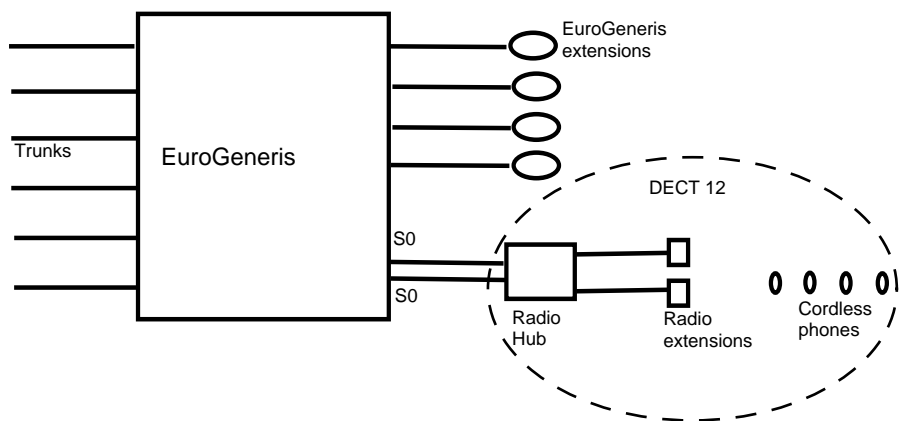 EuroGeneris
extensions
Trunks
EuroGeneris
DECT 12
S0
S0
Radio
Hub
Radio
extensions
Cordless
phones